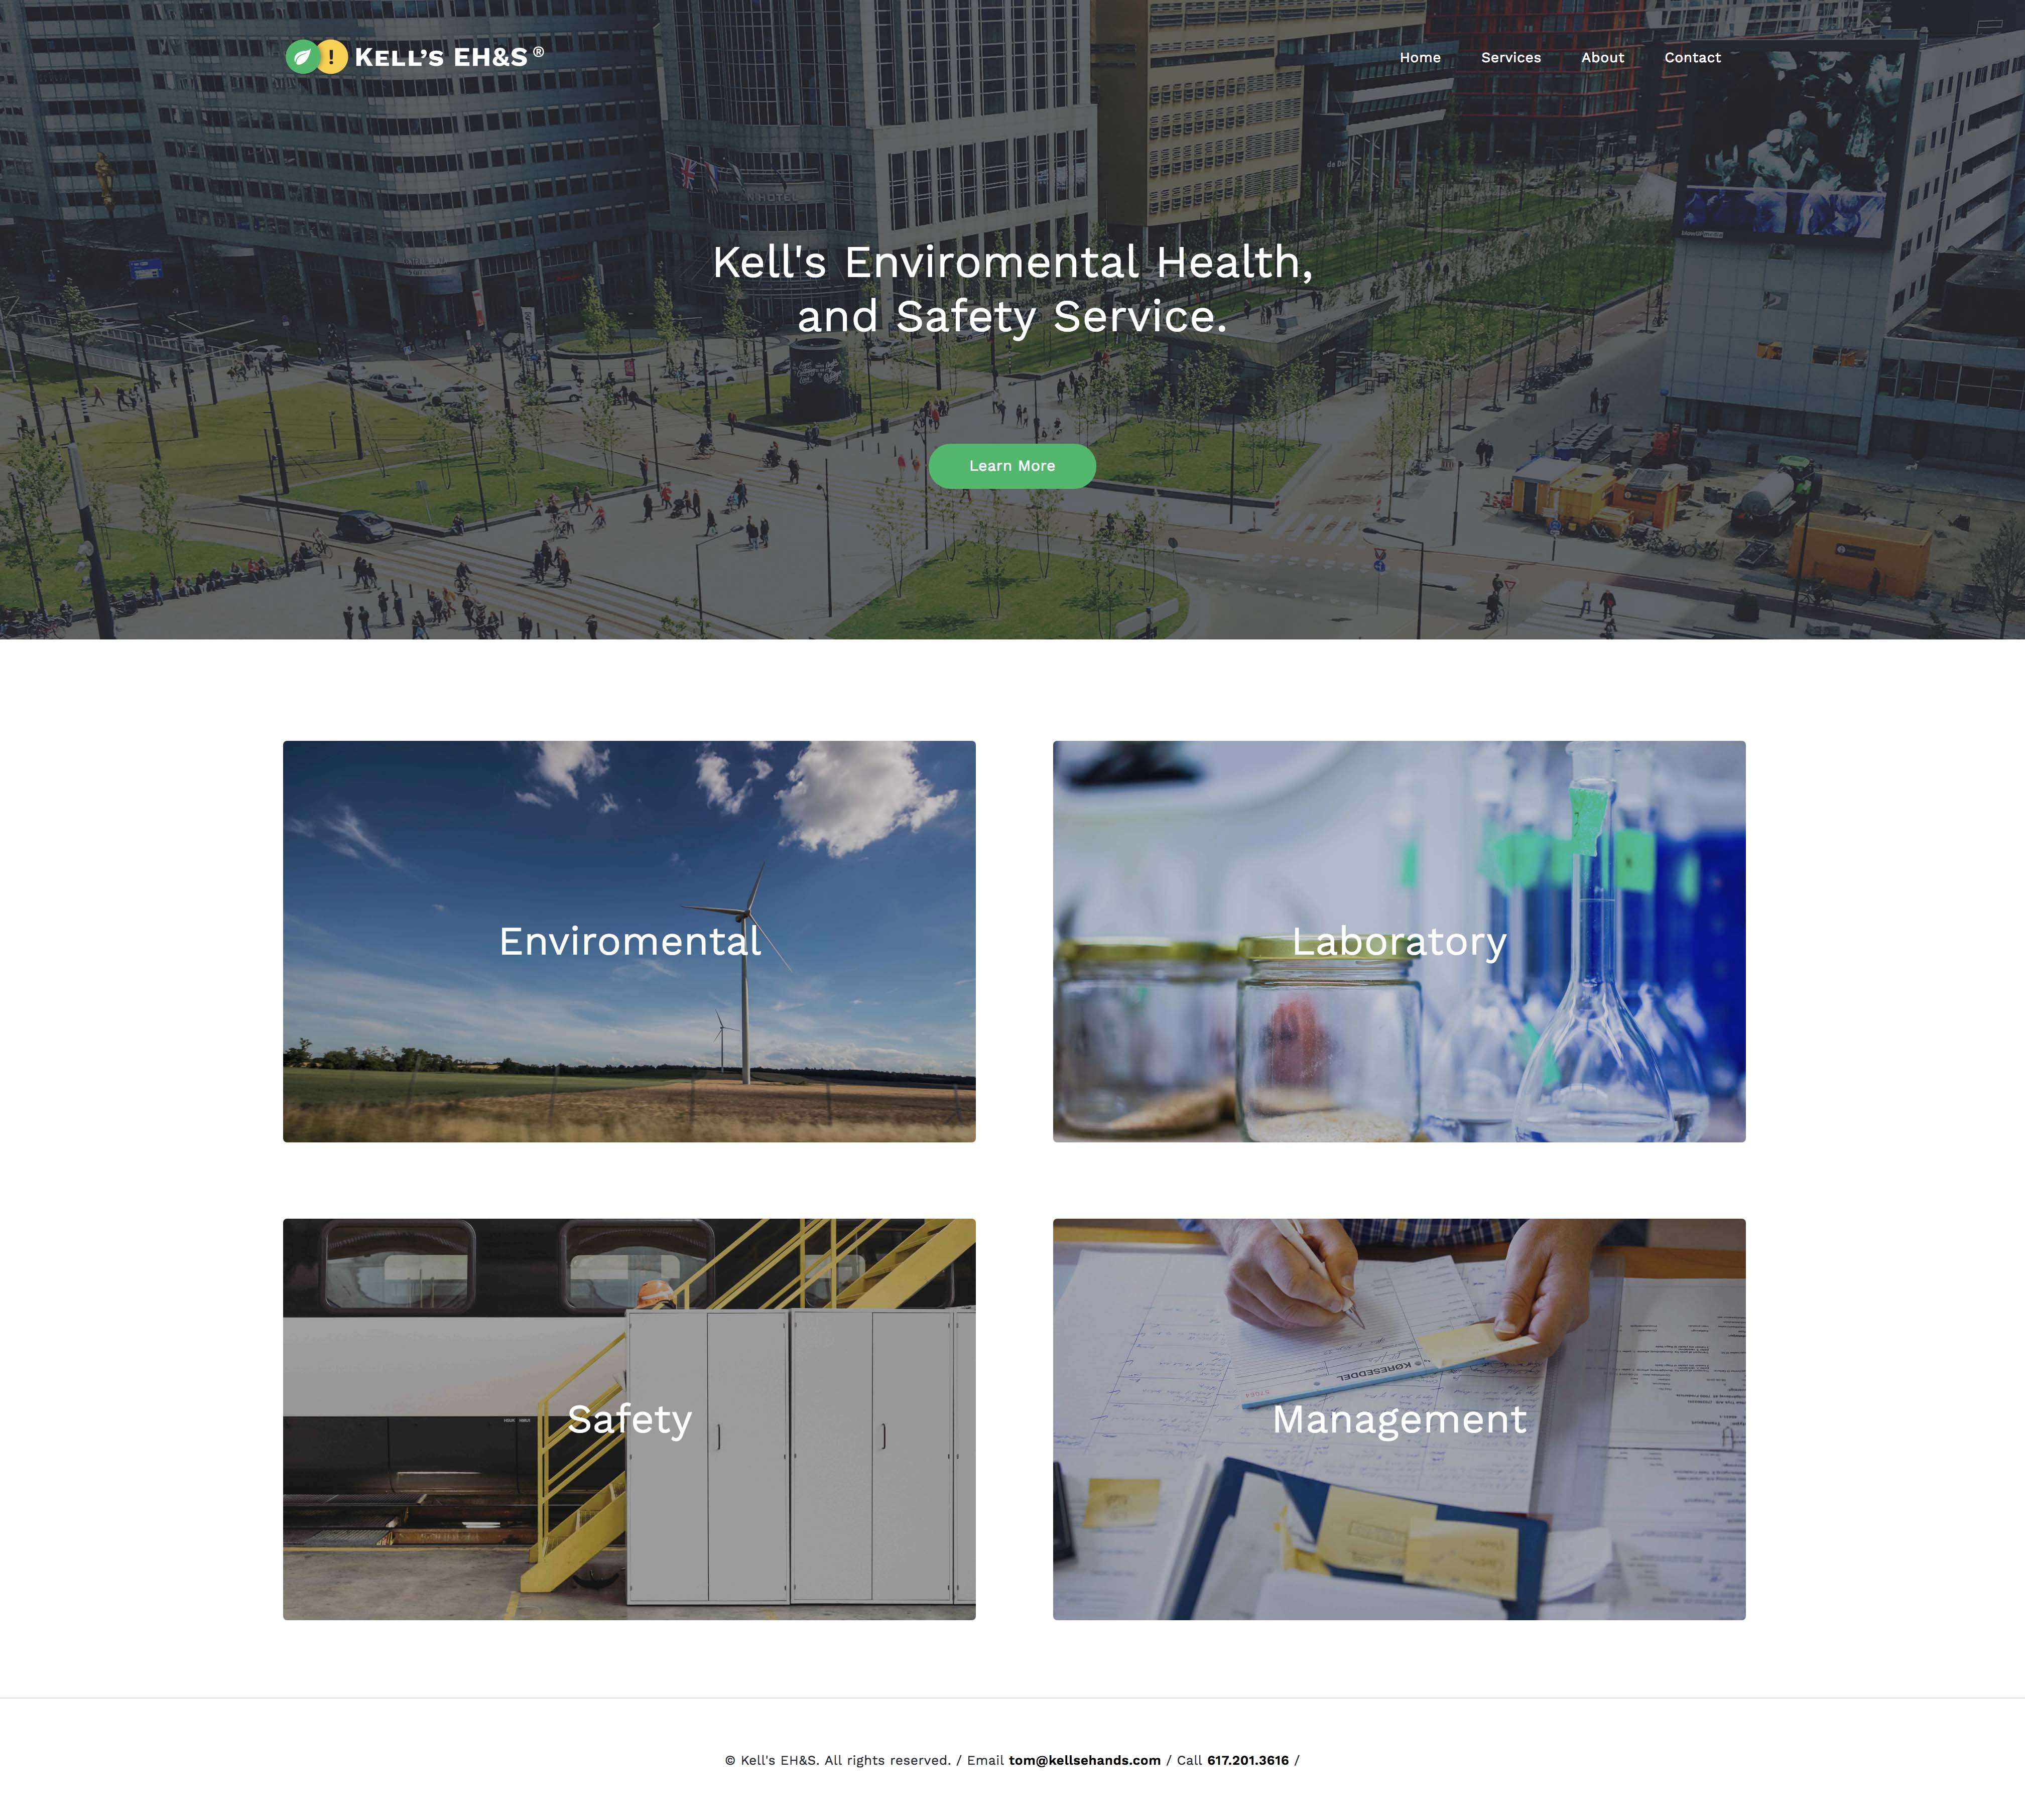 ! KELL'S EH&S ®
Home Services About Contact
Kell's Enviromental Health,
and Safety Service.
Learn More
Enviromental
Laboratory
KØRESEDDEL
Safety
Management
© Kell's EH&S. All rights reserved. / Email tom@kellsehands.com / Call 617.201.3616 /